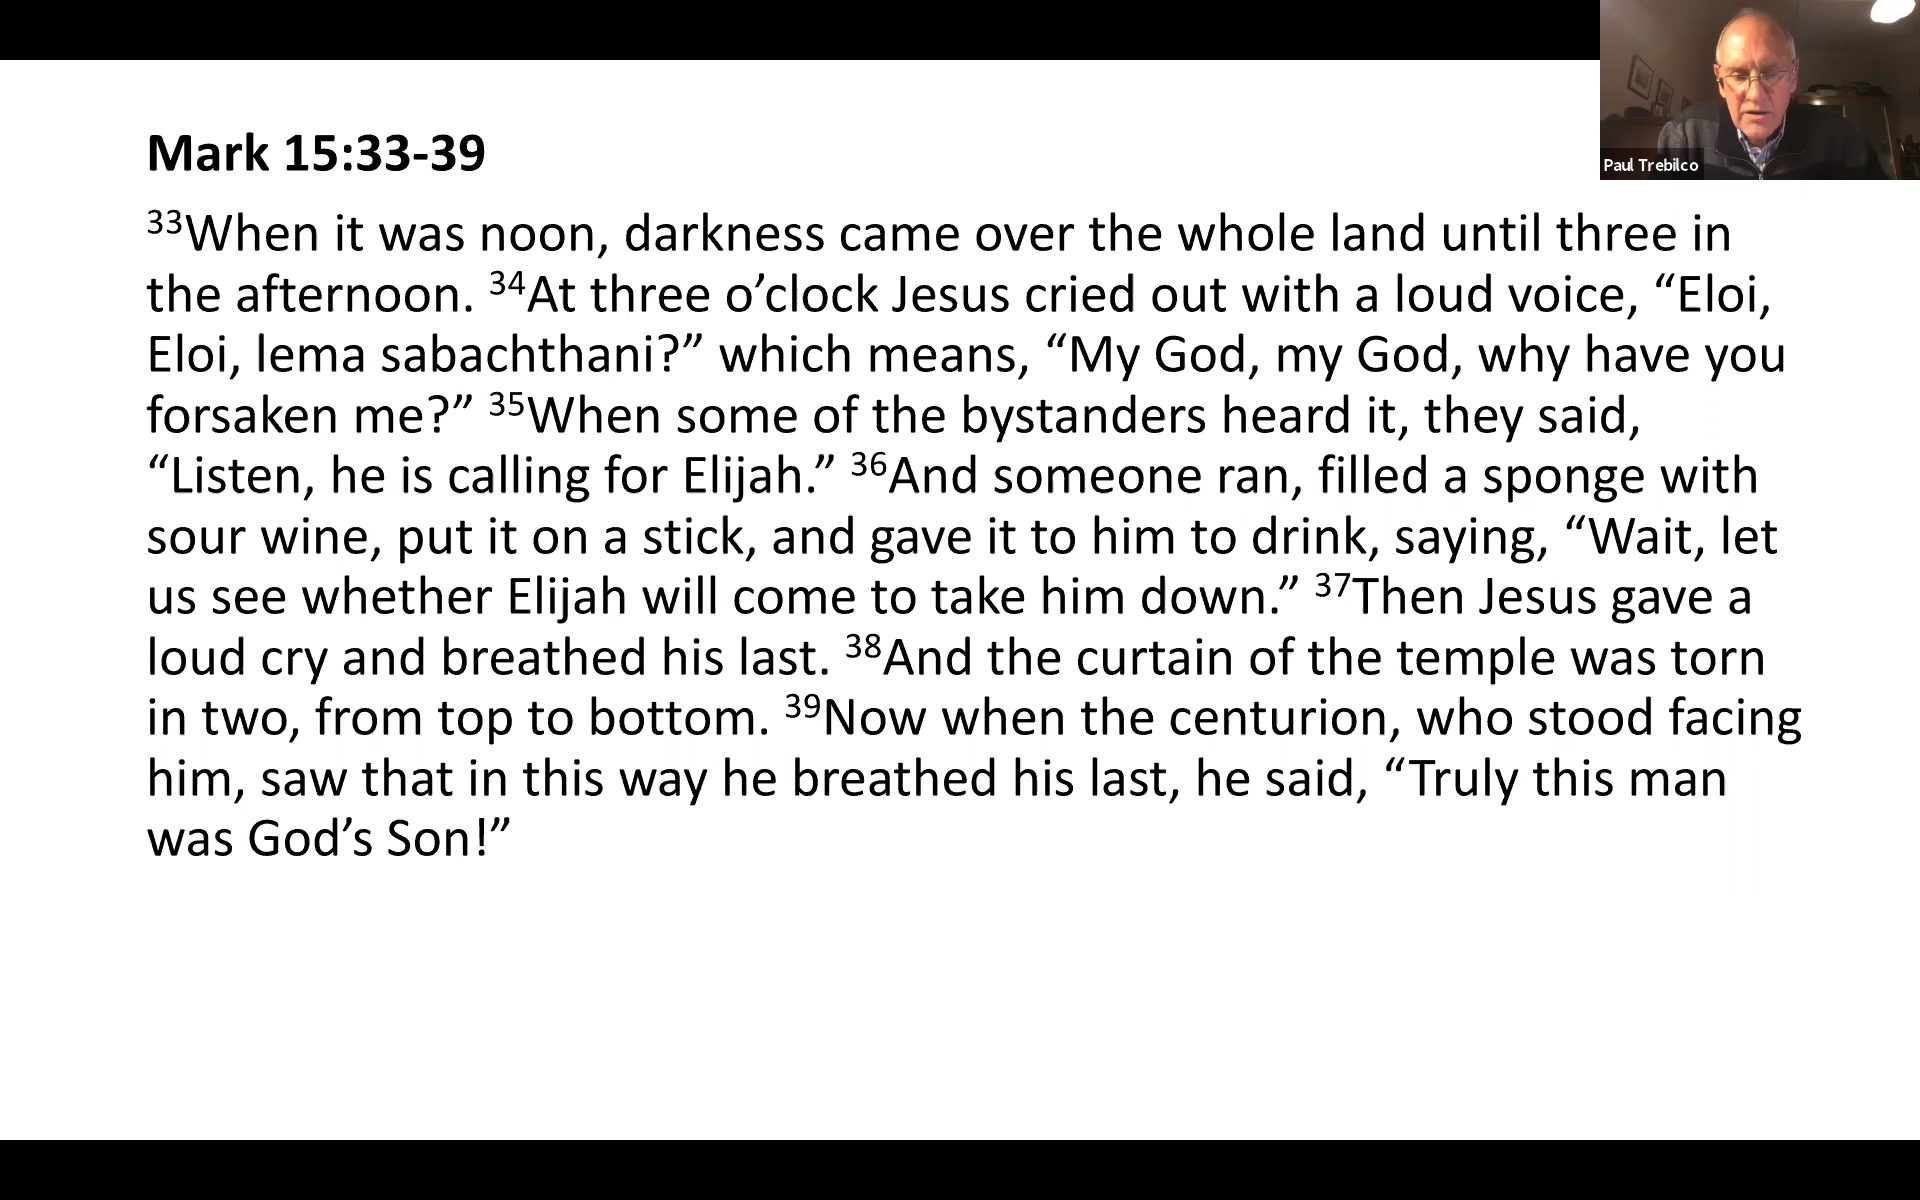 Paul Trebilco
Mark 15:33-39
33When it was noon, darkness came over the whole land until three in
the afternoon. 34At three o’clock Jesus cried out with a loud voice, “Eloi,
Eloi, lema sabachthani?” which means, “My God, my God, why have you
forsaken me?” 35When some of the bystanders heard it, they said,
“Listen, he is calling for Elijah.” 36And someone ran, filled a sponge with
sour wine, put it on a stick, and gave it to him to drink, saying, “Wait, let
us see whether Elijah will come to take him down.” 37Then Jesus gave a
loud cry and breathed his last. 38And the curtain of the temple was torn
in two, from top to bottom. 39Now when the centurion, who stood facing
him, saw that in this way he breathed his last, he said, “Truly this man
was God’s Son!”